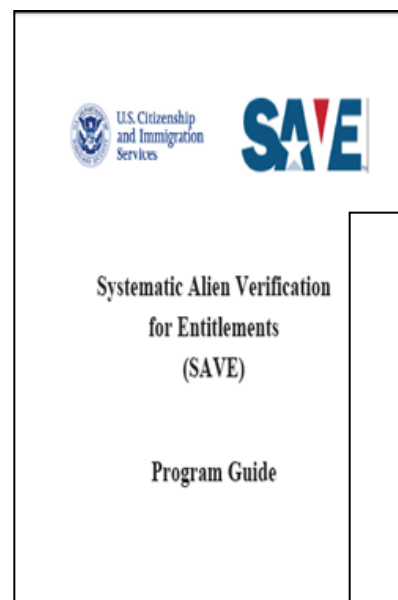 U.S. Citizenship
and Immigration
Services
SAVE
Systematic Alien Verification
for Entitlements
(SAVE)
Program Guide